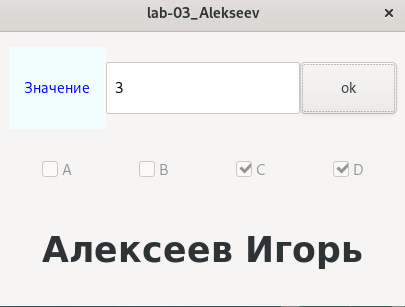 lab-03_Alekseev
Значение 3 ok
A B C D
Алексеев Игорь